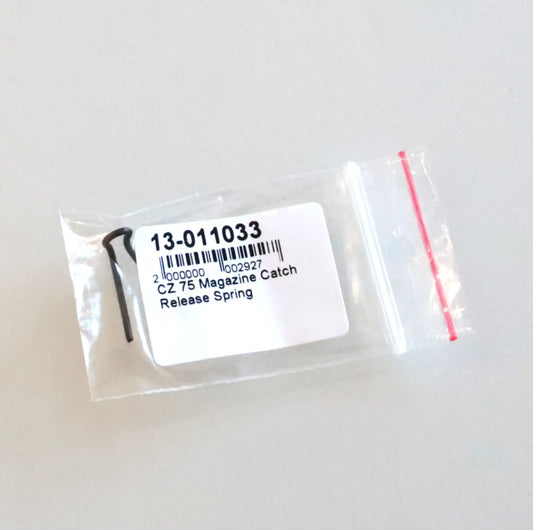 13-011033
2 000000 002927
CZ 75 Magazine Catch
Release Spring